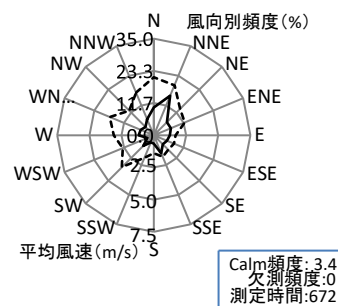 N 風向別頻度(%)
35.0
NNW NNE
NW 23.3 NE
WN... 11.7 ENE
W 0.0 E
WSW 2.5 ESE
SW 5.0 SE
SSW SSE
7.5
平均風速(m/s) S
Calm頻度: 3.4
欠測頻度:0
測定時間:672